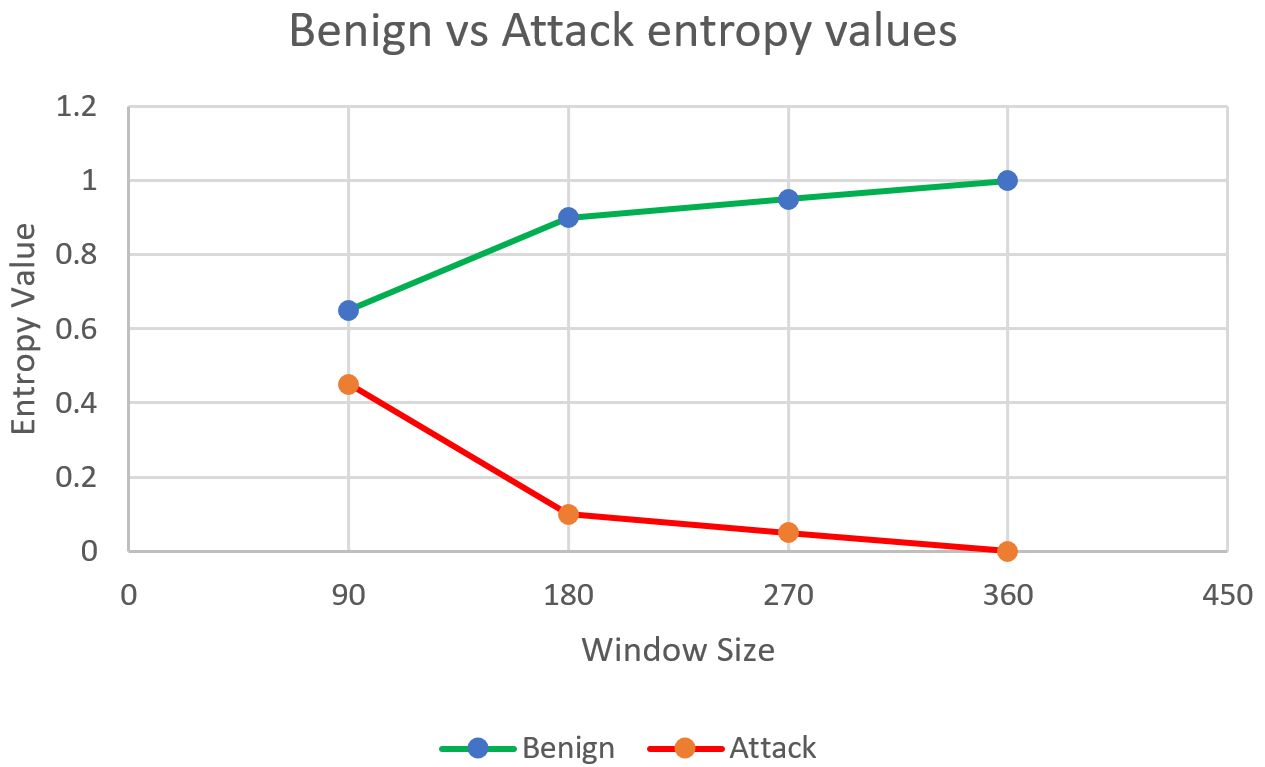 Benign vs Attack entropy values
1.2
1
0.8
0.6
0.4
0.2
0
Entropy Value
0 90 180 270 360 450
Window Size
Benign Attack